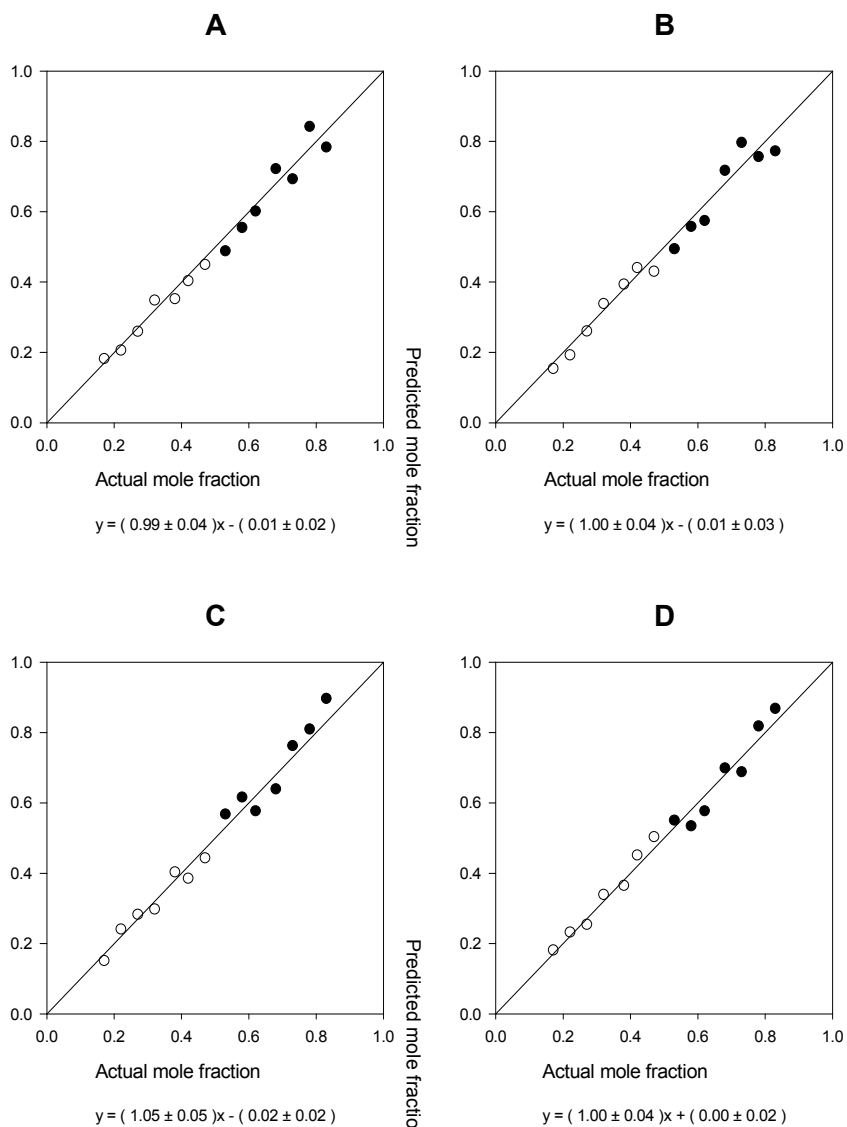 A
1.0
0.8
0.6
0.4
0.2
0.0
0.0 0.2 0.4 0.6 0.8 1.0
Actual mole fraction
y = ( 0.99 ± 0.04 )x - ( 0.01 ± 0.02 )
Predicted mole fraction
B
1.0
0.8
0.6
0.4
0.2
0.0
0.0 0.2 0.4 0.6 0.8 1.0
Actual mole fraction
y = ( 1.00 ± 0.04 )x - ( 0.01 ± 0.03 )
C
1.0
0.8
0.6
0.4
0.2
0.0
0.0 0.2 0.4 0.6 0.8 1.0
Actual mole fraction
y = ( 1.05 ± 0.05 )x - ( 0.02 ± 0.02 )
Predicted mole fractio
D
1.0
0.8
0.6
0.4
0.2
0.0
0.0 0.2 0.4 0.6 0.8 1.0
Actual mole fraction
y = ( 1.00 ± 0.04 )x + ( 0.00 ± 0.02 )